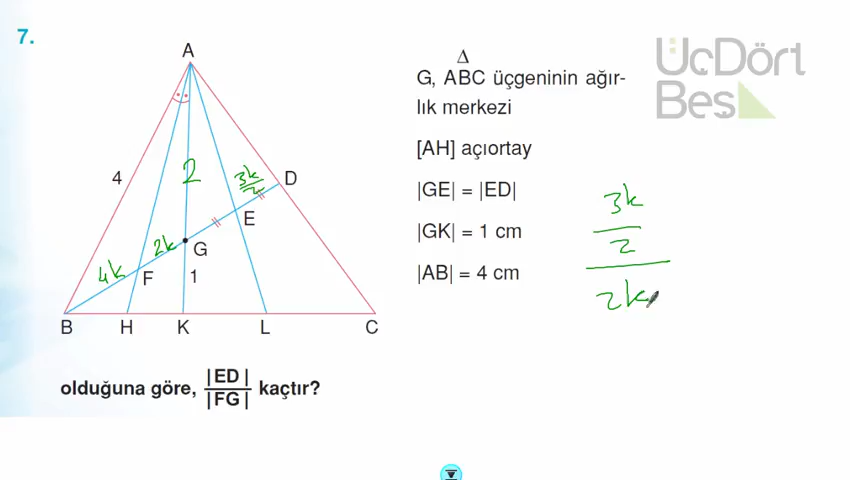 7.
A
4
2
3k/2
D
E
2k
G
4k
F
1
B
H
K
L
C
Δ
G, ABC üçgeninin ağır-
lık merkezi
[AH] açıortay
|GE| = |ED|
|GK| = 1 cm
|AB| = 4 cm
ÜçDört
Beş
3k
2
2k
olduğuna göre, |ED|/|FG| kaçtır?